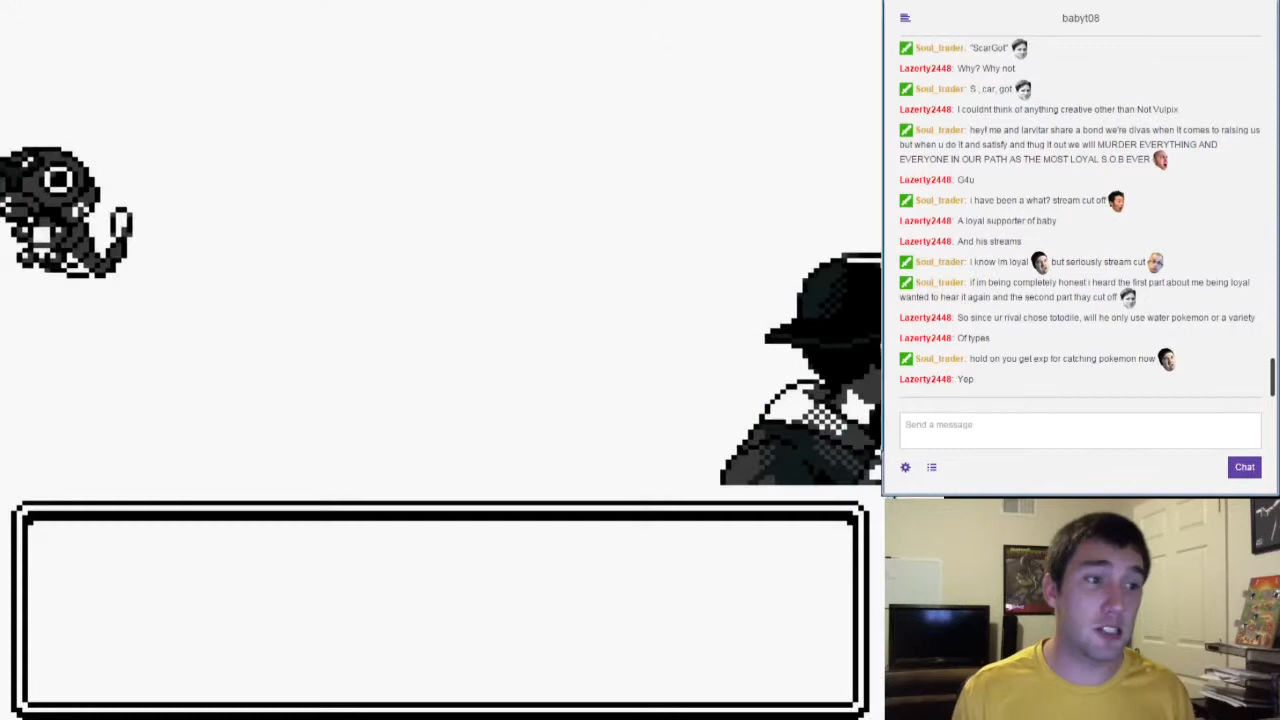 babyt08
Soul_trader: "ScarGot"
Lazerty2448: Why? Why not
Soul_trader: S , car, got
Lazerty2448: I couldnt think of anything creative other than Not Vulpix
Soul_trader: hey! me and larvitar share a bond we're divas when it comes to raising us
but when u do it and satisfy and thug it out we will MURDER EVERYTHING AND
EVERYONE IN OUR PATH AS THE MOST LOYAL S.O.B EVER
Lazerty2448: G4u
Soul_trader: i have been a what? stream cut off
Lazerty2448: A loyal supporter of baby
Lazerty2448: And his streams
Soul_trader: i know im loyal but seriously stream cut
Soul_trader: if im being completely honest i heard the first part about me being loyal
wanted to hear it again and the second part thay cut off
Lazerty2448: So since ur rival chose totodile, will he only use water pokemon or a variety
Lazerty2448: Of types
Soul_trader: hold on you get exp for catching pokemon now
Lazerty2448: Yep
Send a message
Chat